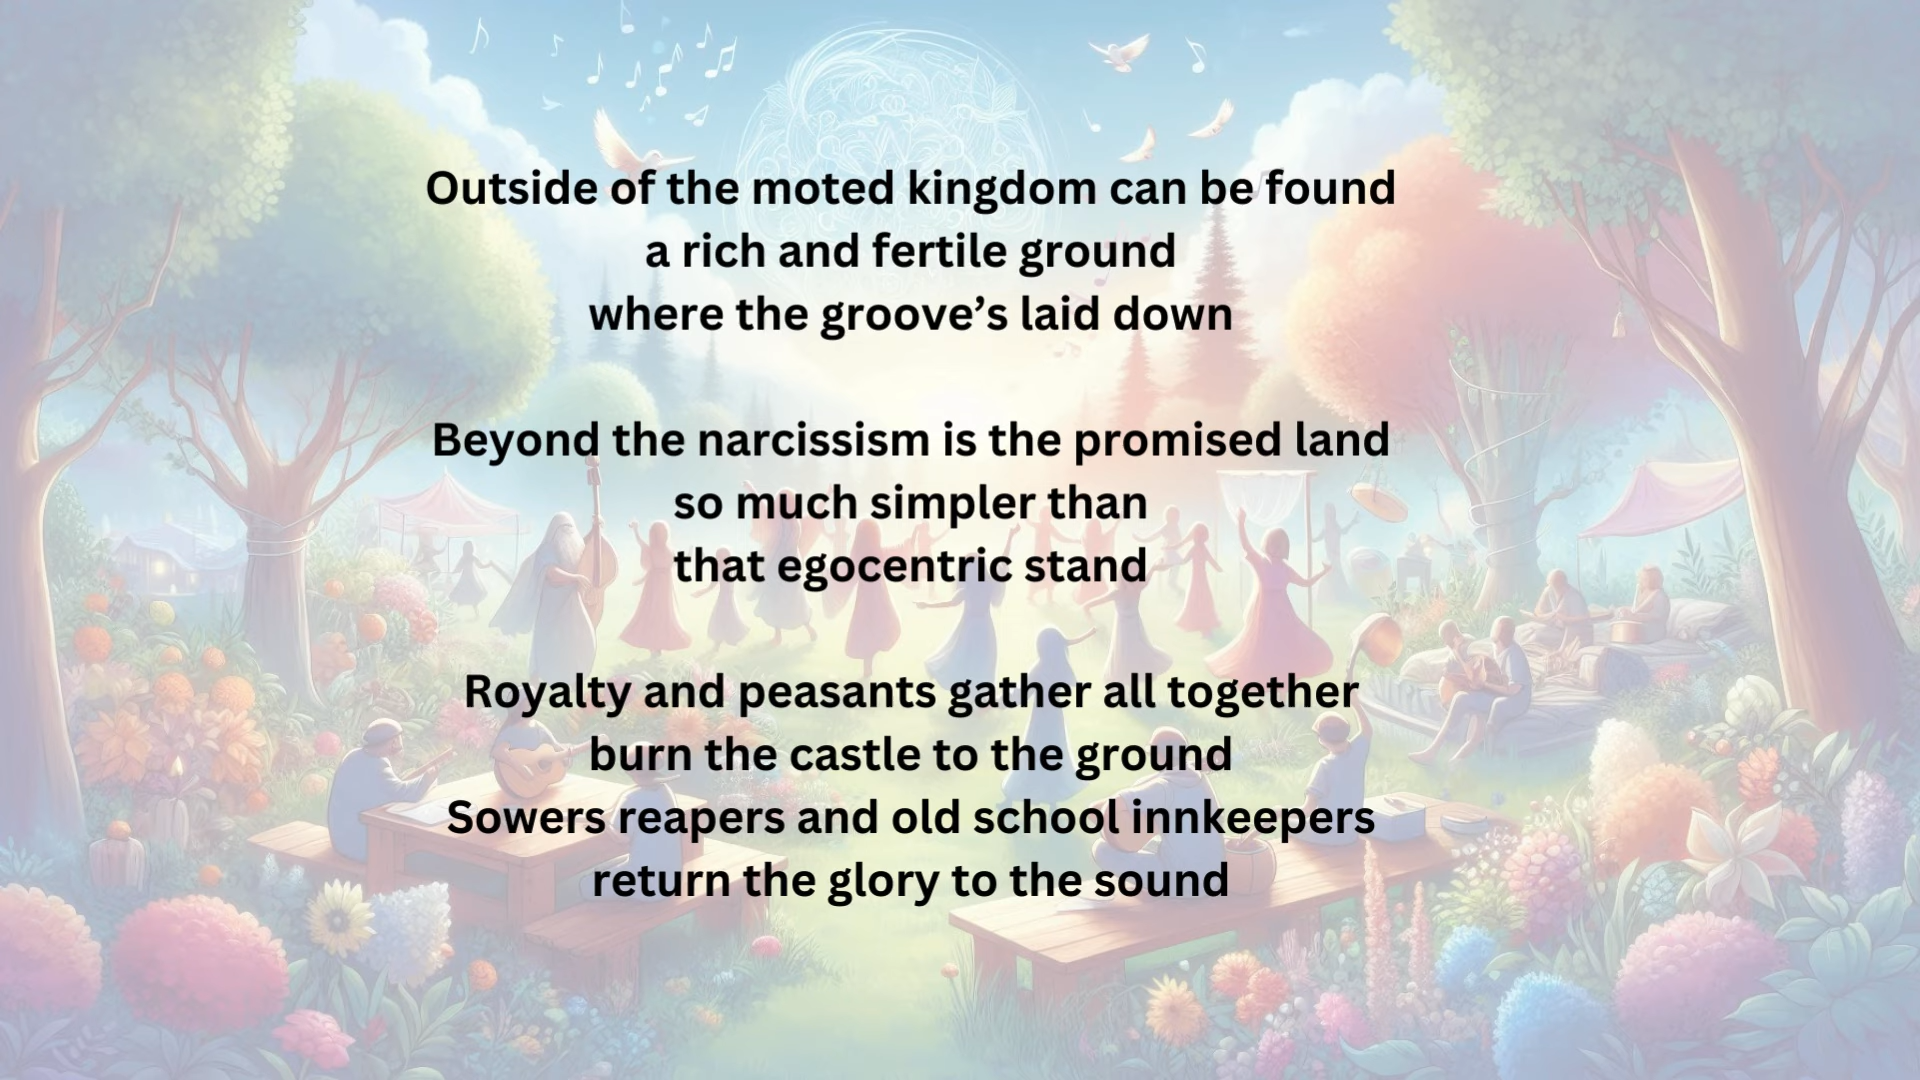 Outside of the moted kingdom can be found
a rich and fertile ground
where the groove’s laid down
Beyond the narcissism is the promised land
so much simpler than
that egocentric stand
Royalty and peasants gather all together
burn the castle to the ground
Sowers reapers and old school innkeepers
return the glory to the sound